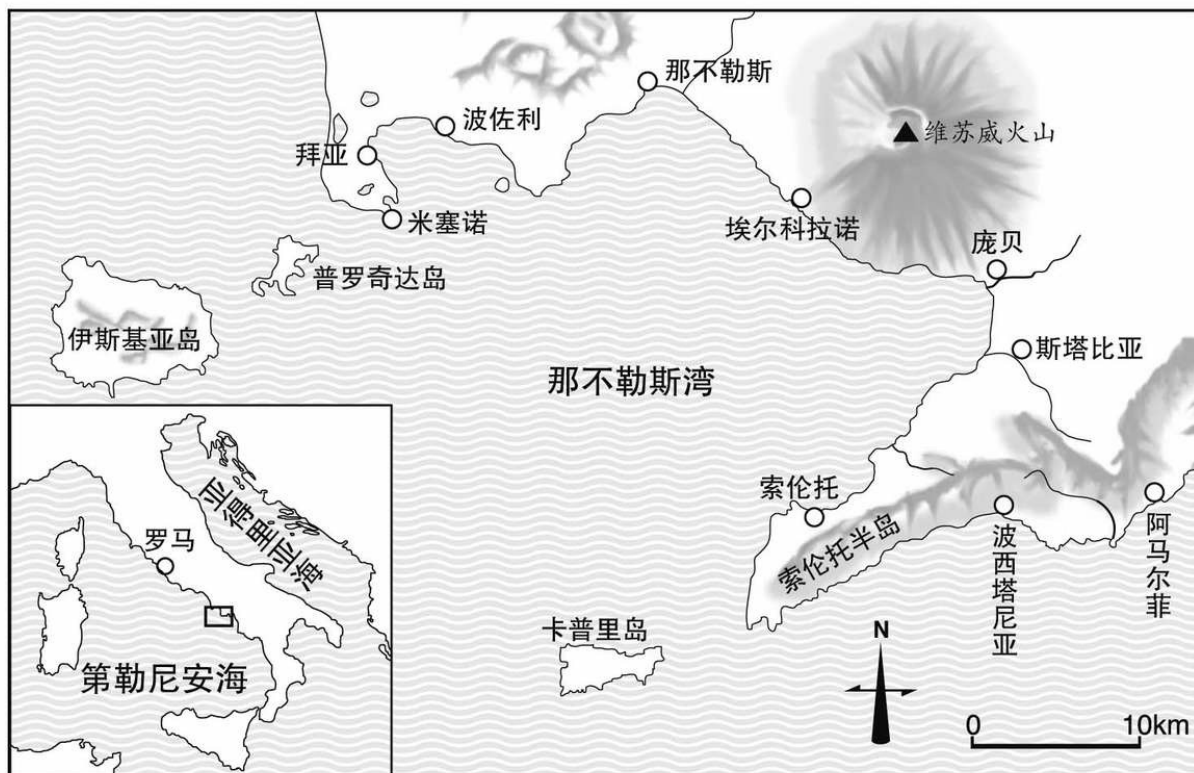 那不勒斯
波佐利
维苏威火山
拜亚
埃尔科拉诺
米塞诺
庞贝
普罗奇达岛
伊斯基亚岛
斯塔比亚
那不勒斯湾
索伦托
索伦托半岛
波西塔尼亚
阿马尔菲
卡普里岛
N
0 10km
亚得里亚海
罗马
第勒尼安海